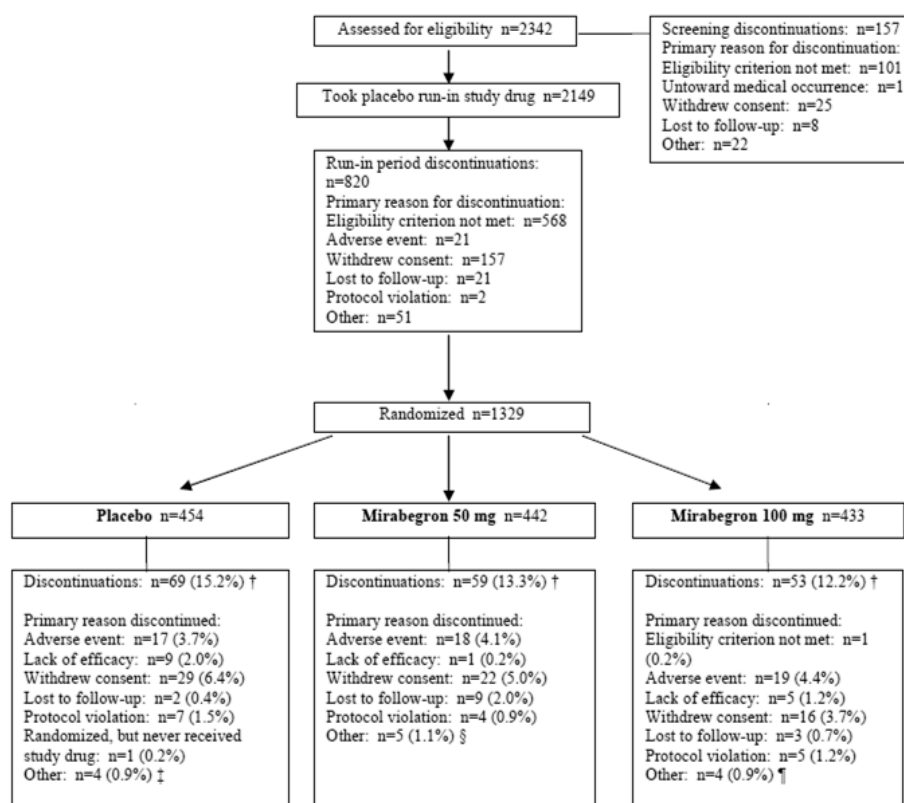 Assessed for eligibility n=2342
Screening discontinuations: n=157
Primary reason for discontinuation:
Eligibility criterion not met: n=101
Untoward medical occurrence: n=1
Withdrew consent: n=25
Lost to follow-up: n=8
Other: n=22
Took placebo run-in study drug n=2149
Run-in period discontinuations:
n=820
Primary reason for discontinuation:
Eligibility criterion not met: n=568
Adverse event: n=21
Withdrew consent: n=157
Lost to follow-up: n=21
Protocol violation: n=2
Other: n=51
Randomized n=1329
Placebo n=454
Discontinuations: n=69 (15.2%) †
Primary reason discontinued:
Adverse event: n=17 (3.7%)
Lack of efficacy: n=9 (2.0%)
Withdrew consent: n=29 (6.4%)
Lost to follow-up: n=2 (0.4%)
Protocol violation: n=7 (1.5%)
Randomized, but never received
study drug: n=1 (0.2%)
Other: n=4 (0.9%) ‡
Mirabegron 50 mg n=442
Discontinuations: n=59 (13.3%) †
Primary reason discontinued:
Adverse event: n=18 (4.1%)
Lack of efficacy: n=1 (0.2%)
Withdrew consent: n=22 (5.0%)
Lost to follow-up: n=9 (2.0%)
Protocol violation: n=4 (0.9%)
Other: n=5 (1.1%) §
Mirabegron 100 mg n=433
Discontinuations: n=53 (12.2%) †
Primary reason discontinued:
Eligibility criterion not met: n=1
(0.2%)
Adverse event: n=19 (4.4%)
Lack of efficacy: n=5 (1.2%)
Withdrew consent: n=16 (3.7%)
Lost to follow-up: n=3 (0.7%)
Protocol violation: n=5 (1.2%)
Other: n=4 (0.9%) ¶